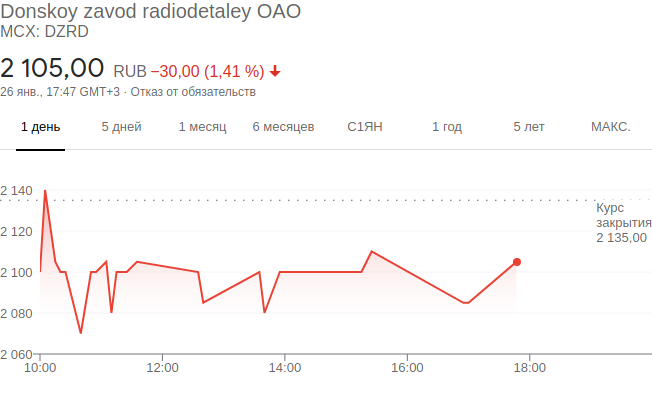 Donskoy zavod radiodetaley OAO
MCX: DZRD
2 105,00 RUB −30,00 (1,41 %)
26 янв., 17:47 GMT+3 · Отказ от обязательств
1 день 5 дней 1 месяц 6 месяцев С1ЯН 1 год 5 лет МАКС.
2 140
Курс
закрытия
2 135,00
2 120
2 100
2 080
2 060
10:00 12:00 14:00 16:00 18:00